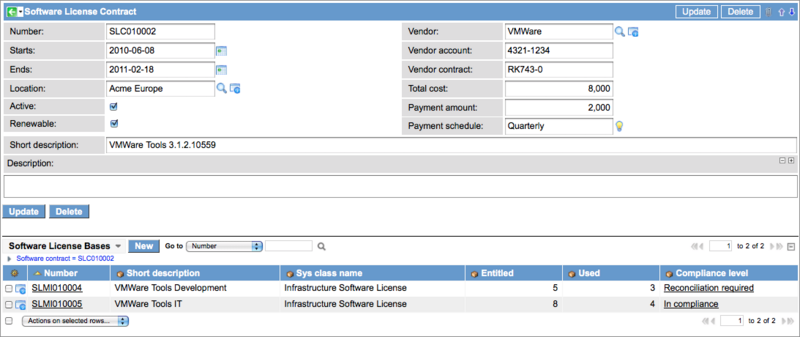 Software License Contract Update Delete
Number: SLC010002 Vendor: VMWare
Starts: 2010-06-08 Vendor account: 4321-1234
Ends: 2011-02-18 Vendor contract: RK743-0
Location: Acme Europe Total cost: 8,000
Active: Payment amount: 2,000
Renewable: Payment schedule: Quarterly
Short description: VMWare Tools 3.1.2.10559
Description:
Update Delete
Software License Bases New Go to Number 1 to 2 of 2
Software contract = SLC010002
Number Short description Sys class name Entitled Used Compliance level
SLMI010004 VMWare Tools Development Infrastructure Software License 5 3 Reconciliation required
SLMI010005 VMWare Tools IT Infrastructure Software License 8 4 In compliance
Actions on selected rows... 1 to 2 of 2